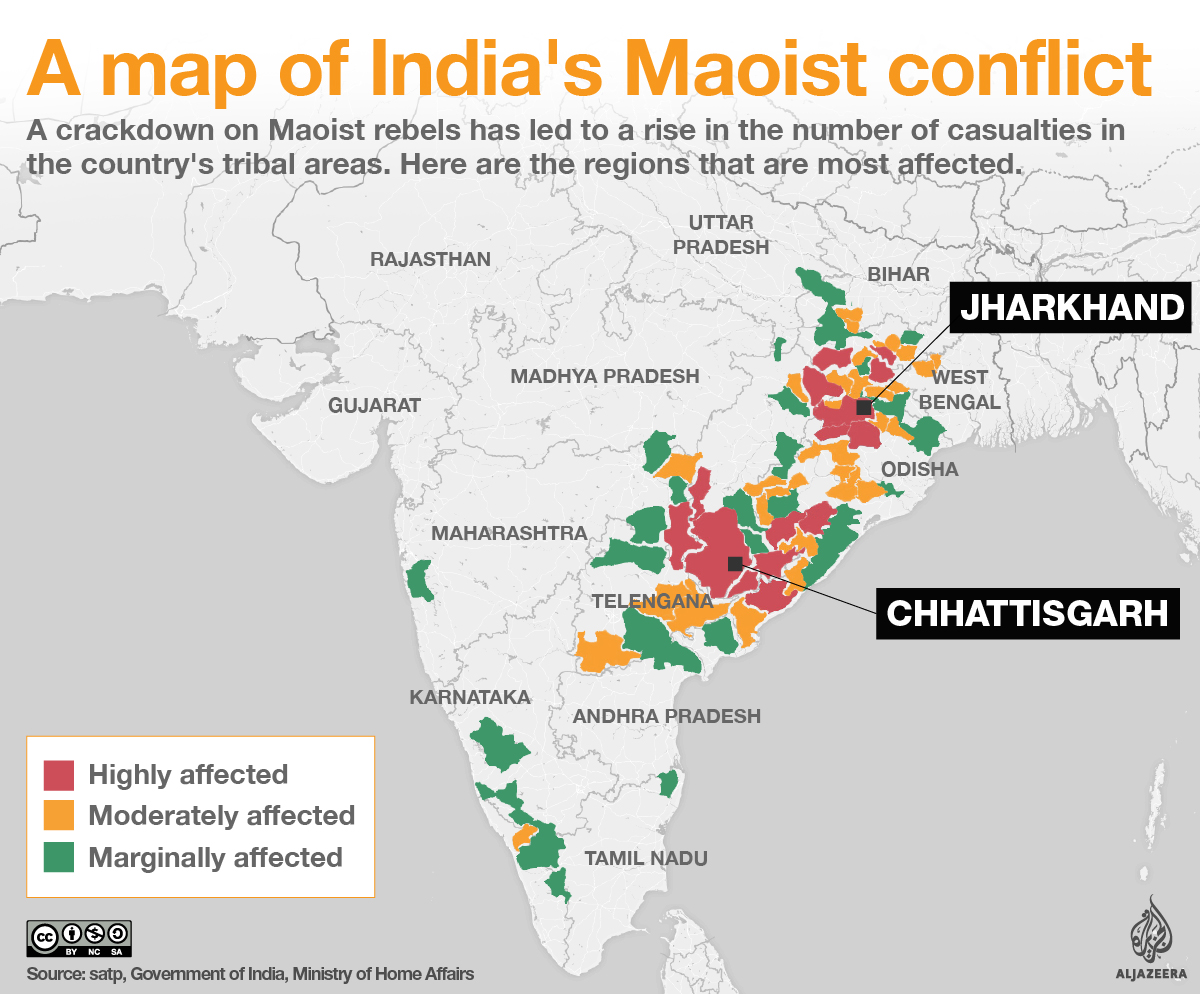 A map of India's Maoist conflict
A crackdown on Maoist rebels has led to a rise in the number of casualties in
the country's tribal areas. Here are the regions that are most affected.
UTTAR
PRADESH
RAJASTHAN
BIHAR
JHARKHAND
MADHYA PRADESH
WEST
BENGAL
GUJARAT
ODISHA
MAHARASHTRA
TELENGANA
CHHATTISGARH
KARNATAKA
ANDHRA PRADESH
Highly affected
Moderately affected
Marginally affected
TAMIL NADU
cc BY NC SA
Source: satp, Government of India, Ministry of Home Affairs
الجزيرة
ALJAZEERA